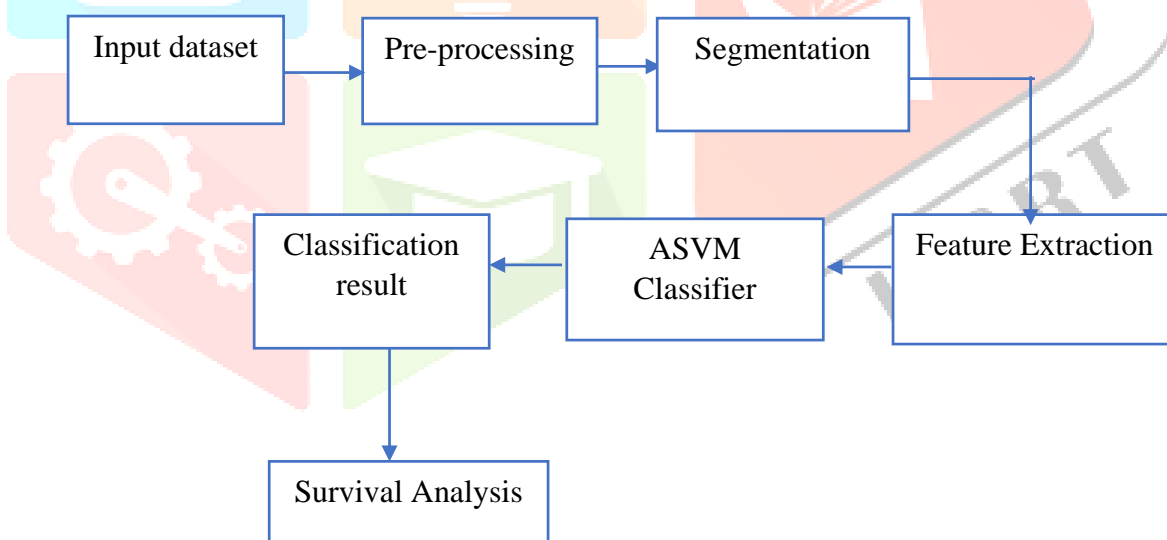 Input dataset
Pre-processing
Segmentation
Feature Extraction
ASVM
Classifier
Classification
result
Survival Analysis